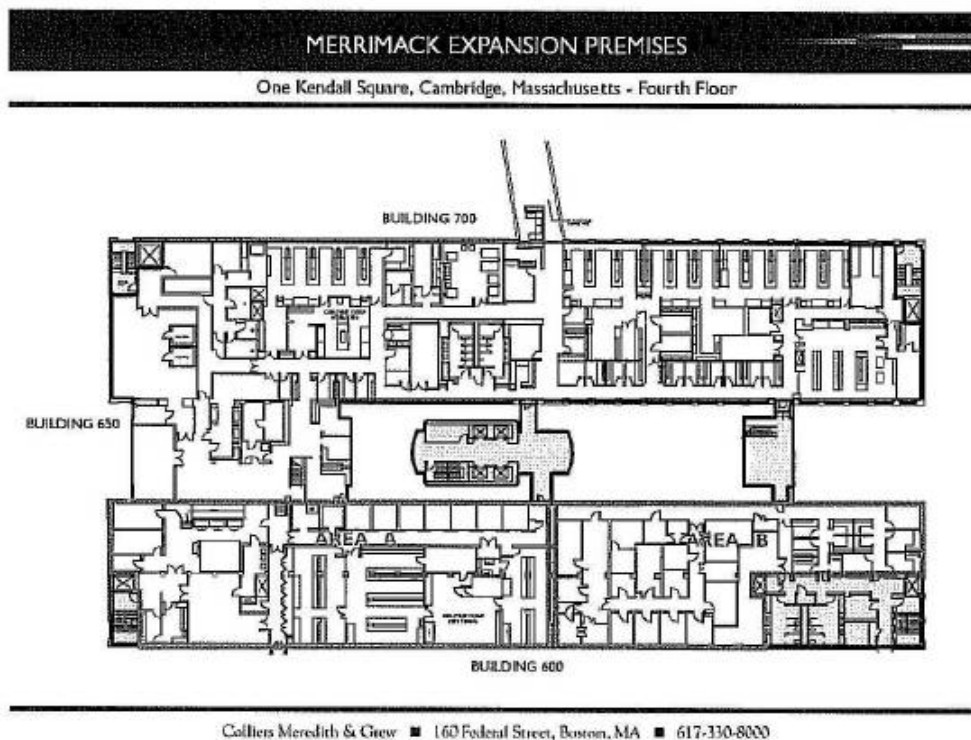 MERRIMACK EXPANSION PREMISES
One Kendall Square, Cambridge, Massachusetts - Fourth Floor
BUILDING 700
BUILDING 650
AREA A
AREA B
BUILDING 600
Colliers Meredith & Grew ■ 160 Federal Street, Boston, MA ■ 617-330-8000